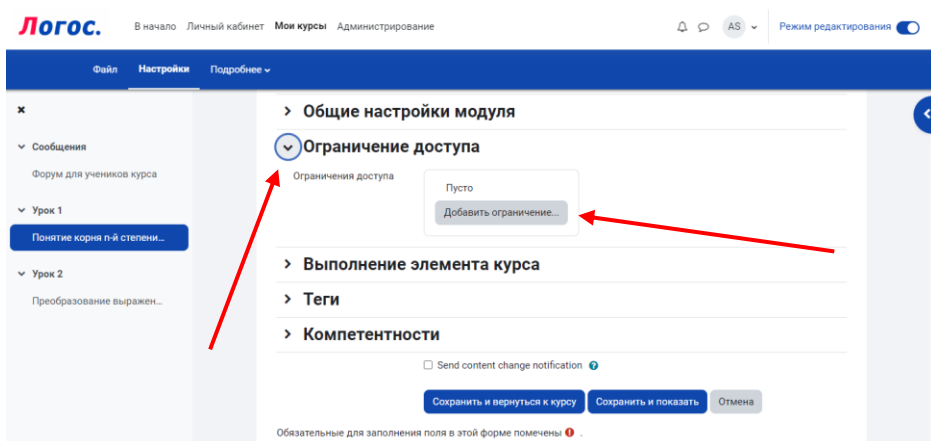 Логос.
В начало Личный кабинет Мои курсы Администрирование
AS
Режим редактирования
Файл Настройки Подробнее
Сообщения
Форум для учеников курса
Урок 1
Понятие корня n-й степени...
Урок 2
Преобразование выражен...
Общие настройки модуля
Ограничение доступа
Ограничения доступа
Пусто
Добавить ограничение...
Выполнение элемента курса
Теги
Компетентности
Send content change notification
Сохранить и вернуться к курсу Сохранить и показать Отмена
Обязательные для заполнения поля в этой форме помечены .